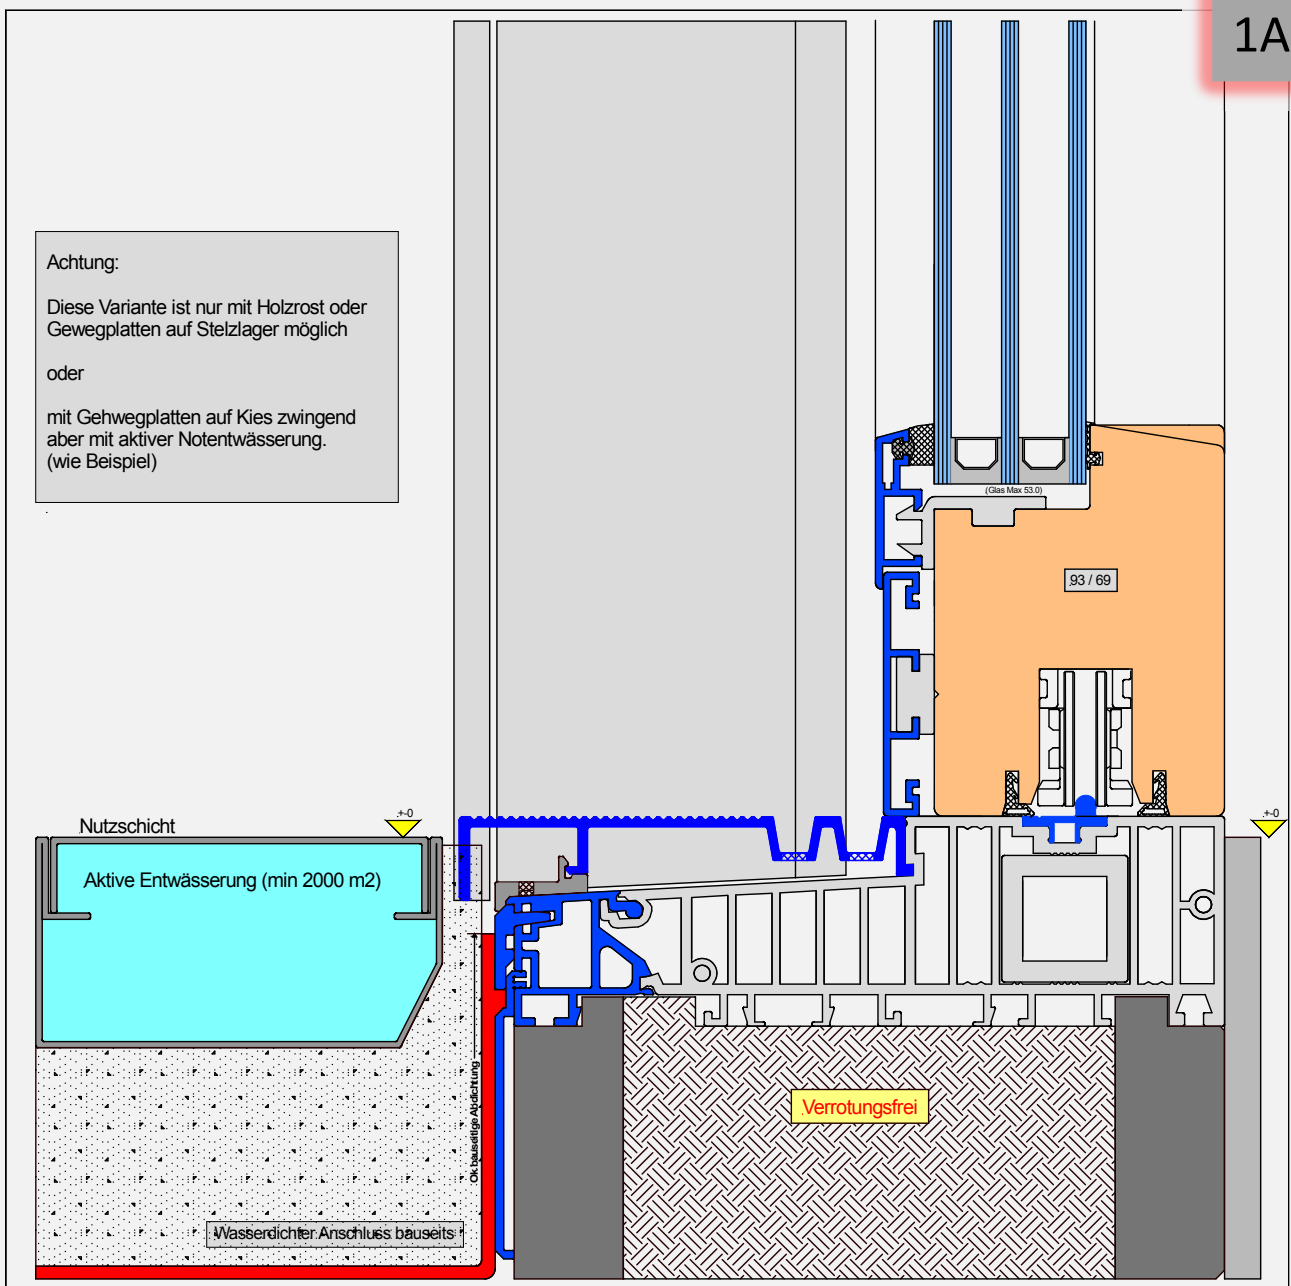 1A
Achtung:
Diese Variante ist nur mit Holzrost oder
Gewegplatten auf Stelzlager möglich
oder
mit Gehwegplatten auf Kies zwingend
aber mit aktiver Notentwässerung.
(wie Beispiel)
(Glas Max 53.0)
93 / 69
Nutzschicht
+-0
+-0
Aktive Entwässerung (min 2000 m2)
Ok bauseitige Abdichtung
Verrotungsfrei
Wasserdichter Anschluss bauseits